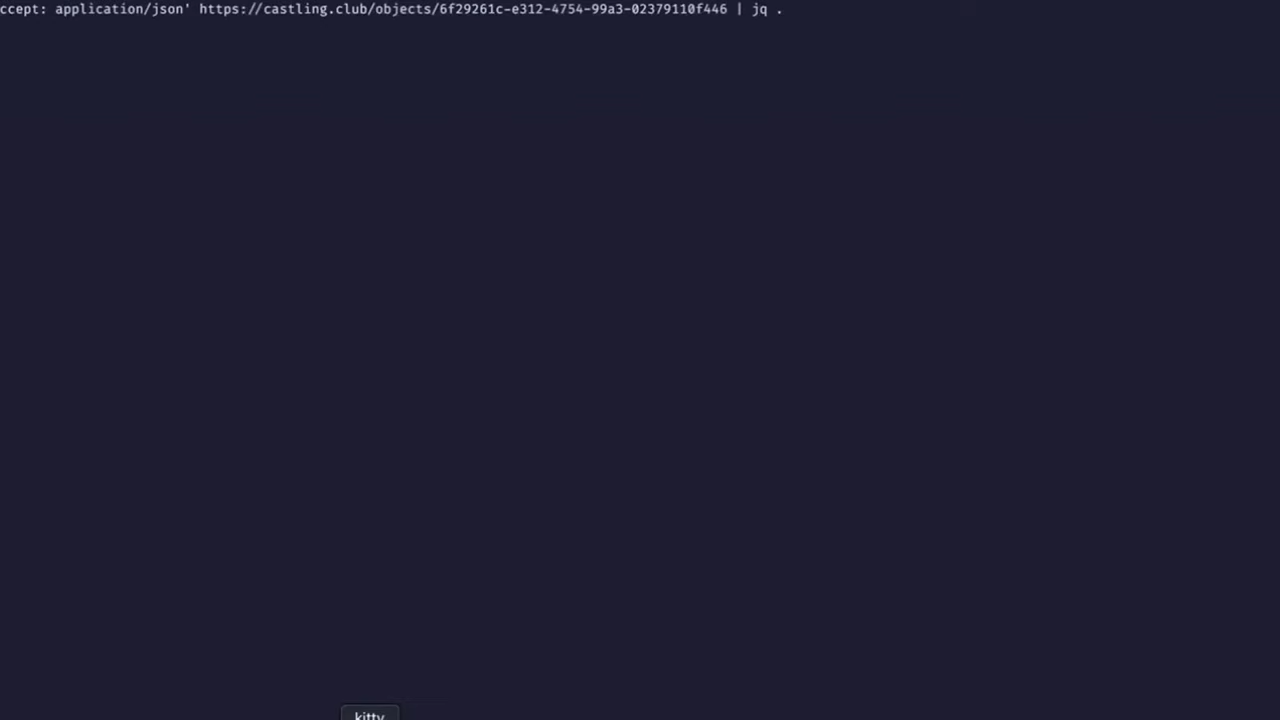 ccept: application/json' https://castling.club/objects/6f29261c-e312-4754-99a3-02379110f446 | jq .
kitty